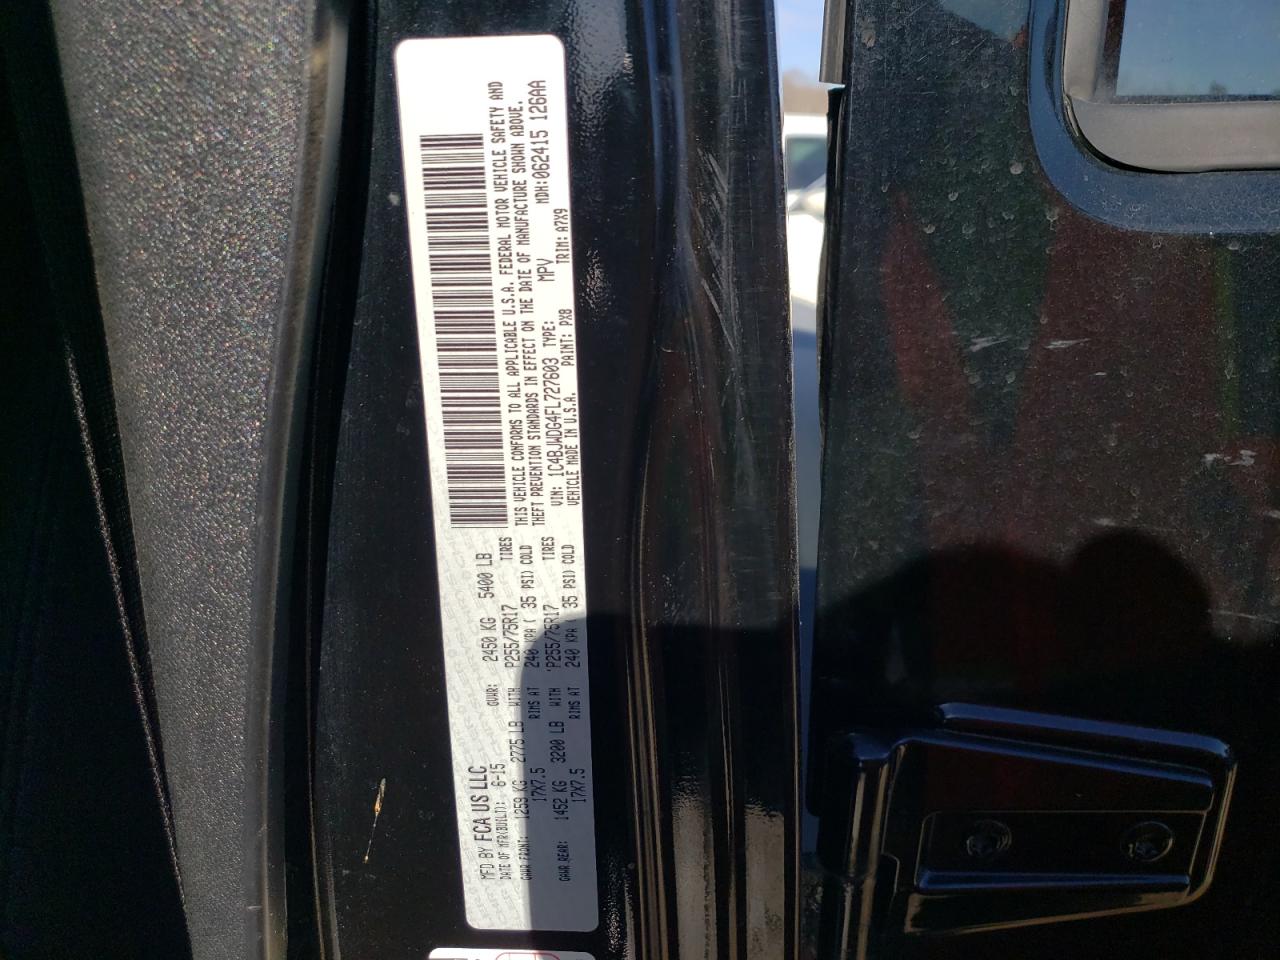 MFD BY FCA US LLC
DATE OF MFR(BUILT): 6-15 GVWR: 2450 KG 5400 LB
GAWR FRONT: 1259 KG 2775 LB WITH P255/75R17 TIRES
17X7.5 RIMS AT 240 KPA ( 35 PSI) COLD
GAWR REAR: 1452 KG 3200 LB WITH P255/75R17 TIRES
17X7.5 RIMS AT 240 KPA ( 35 PSI) COLD
THIS VEHICLE CONFORMS TO ALL APPLICABLE U.S.A. FEDERAL MOTOR VEHICLE SAFETY AND
THEFT PREVENTION STANDARDS IN EFFECT ON THE DATE OF MANUFACTURE SHOWN ABOVE.
VIN: 1C4BJWDG4FL727603 TYPE: MPV MDH:062415 126AA
VEHICLE MADE IN U.S.A. PAINT: PX8 TRIM: A7X9